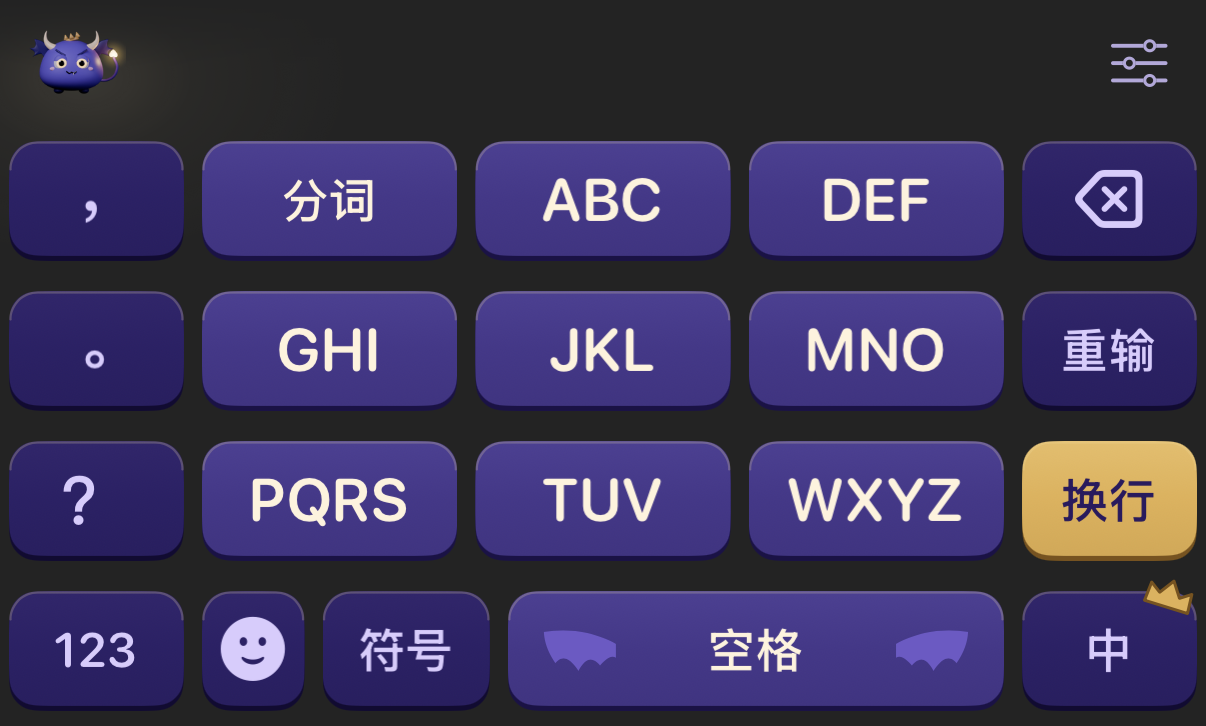 ， 分词 ABC DEF
。 GHI JKL MNO 重输
？ PQRS TUV WXYZ 换行
123 符号 空格 中